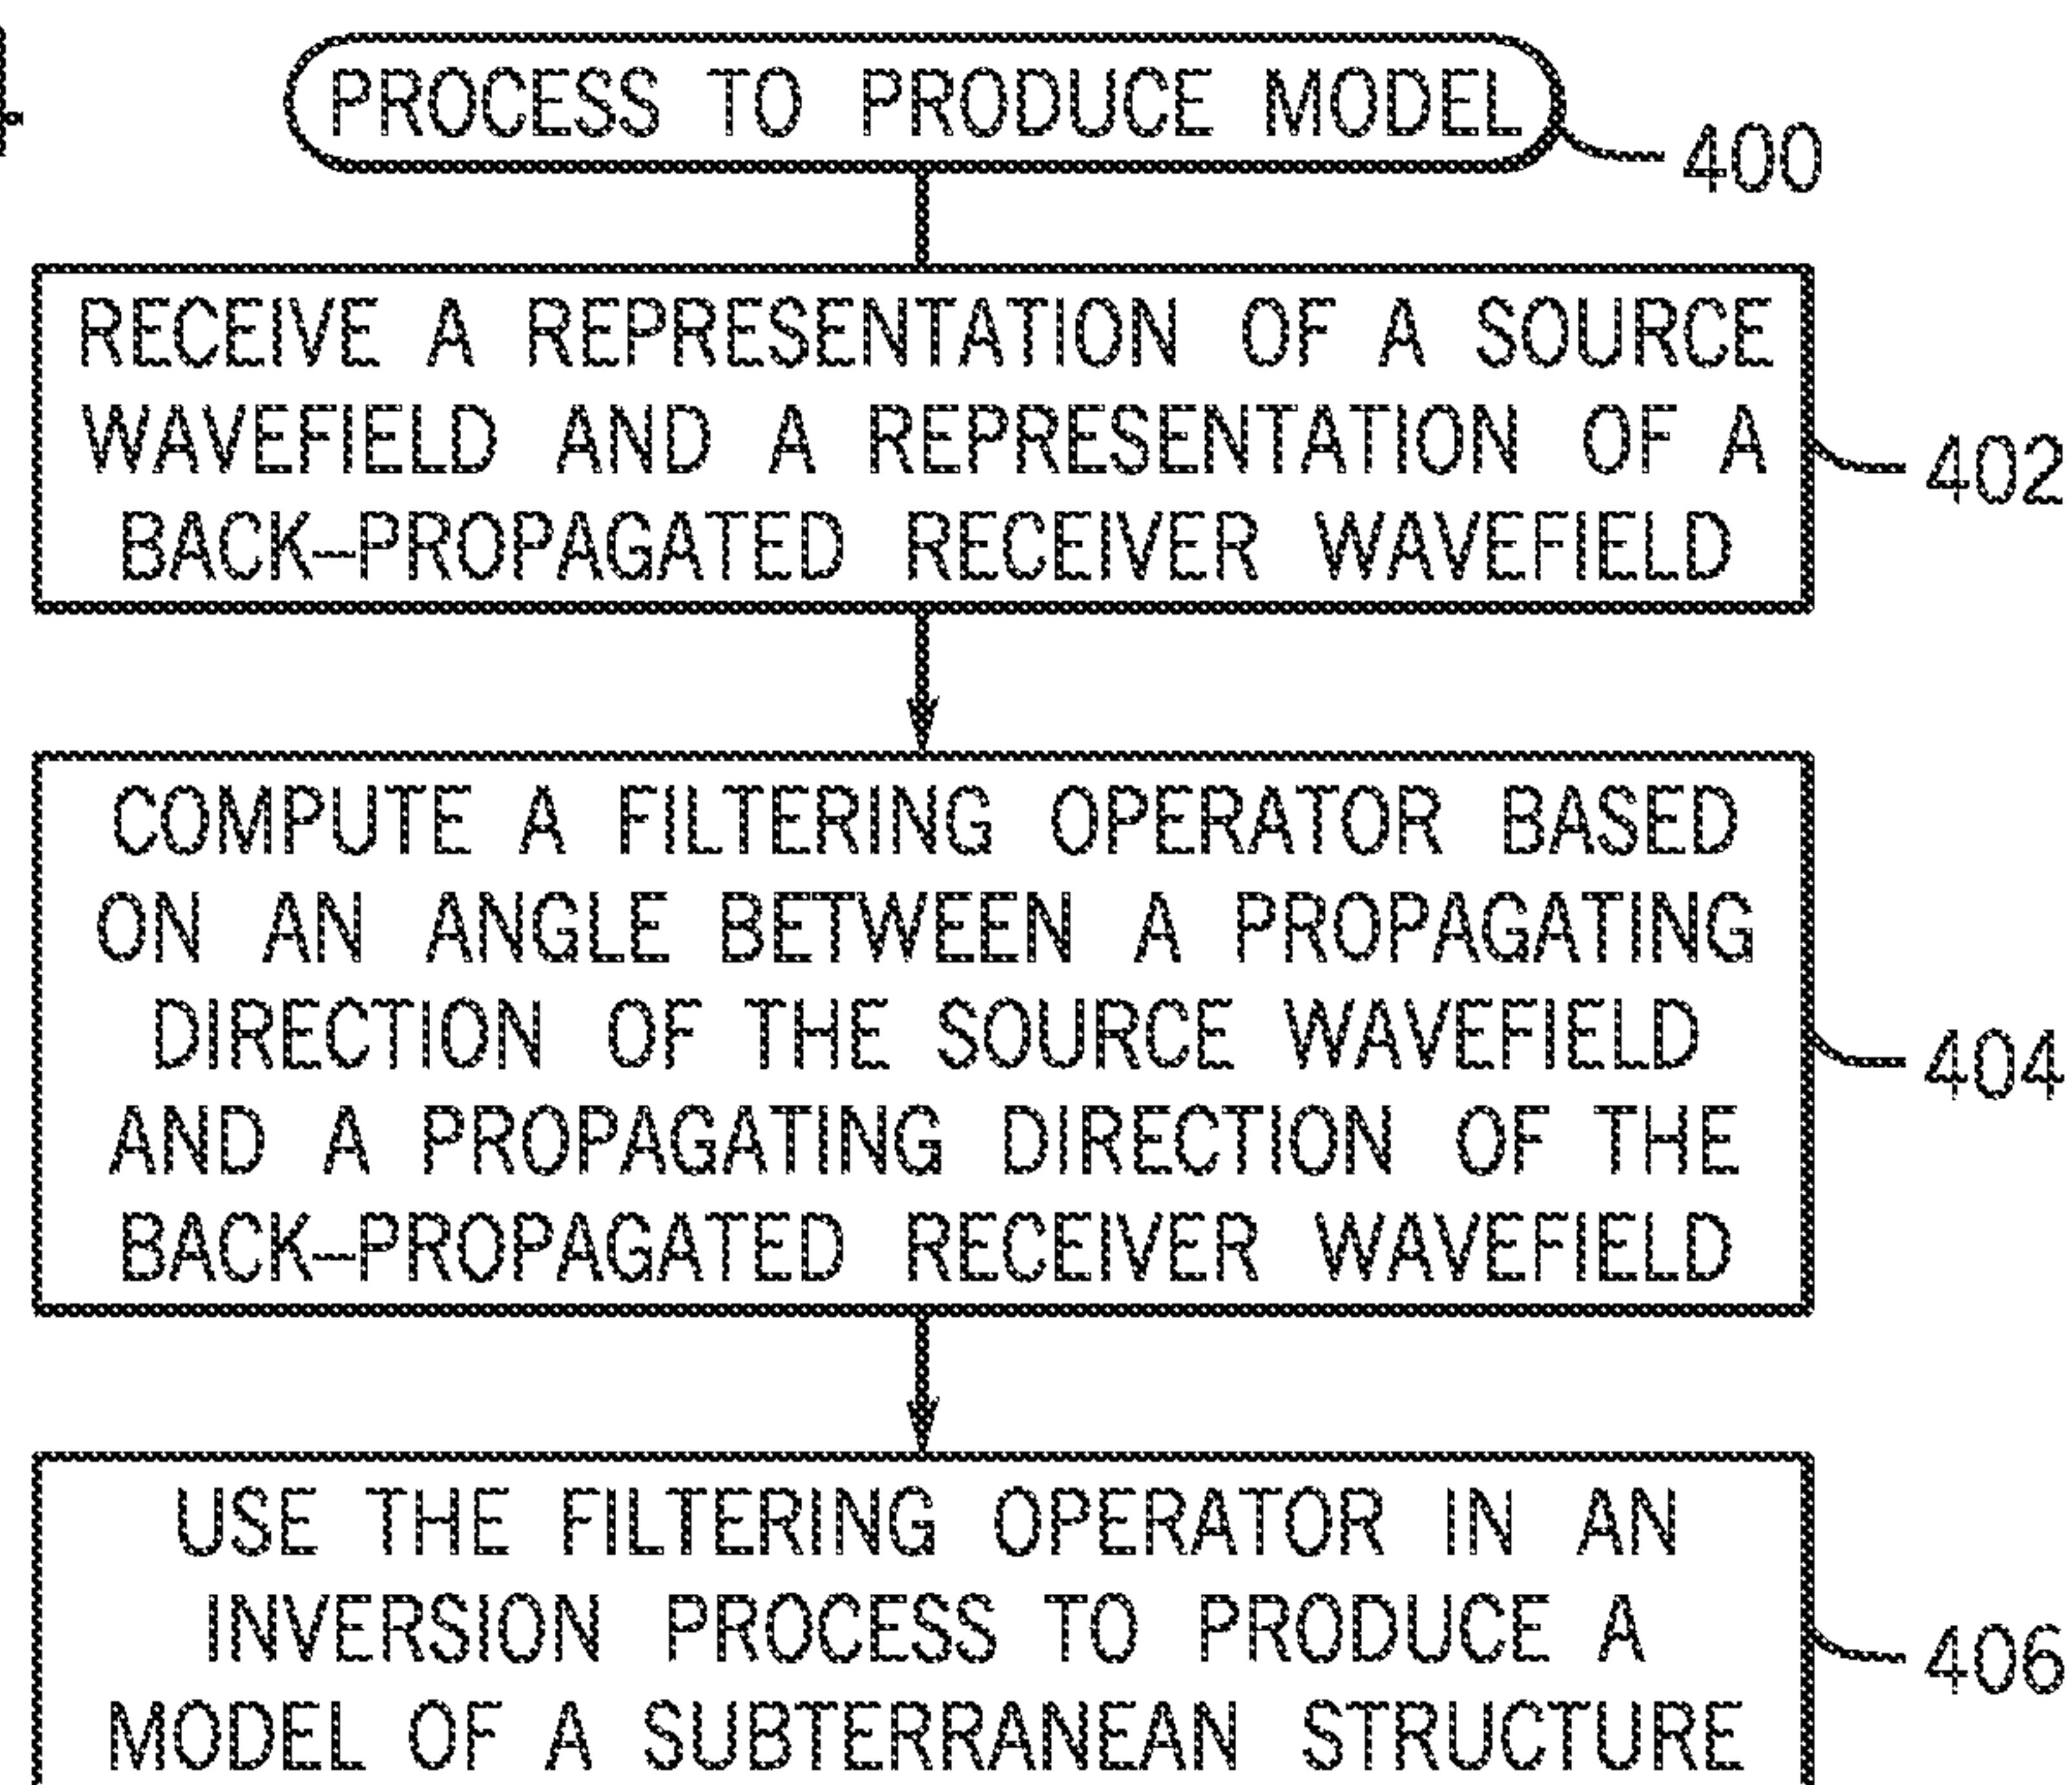 PROCESS TO PRODUCE MODEL
400
RECEIVE A REPRESENTATION OF A SOURCE
WAVEFIELD AND A REPRESENTATION OF A
BACK–PROPAGATED RECEIVER WAVEFIELD
402
COMPUTE A FILTERING OPERATOR BASED
ON AN ANGLE BETWEEN A PROPAGATING
DIRECTION OF THE SOURCE WAVEFIELD
AND A PROPAGATING DIRECTION OF THE
BACK–PROPAGATED RECEIVER WAVEFIELD
404
USE THE FILTERING OPERATOR IN AN
INVERSION PROCESS TO PRODUCE A
MODEL OF A SUBTERRANEAN STRUCTURE
406